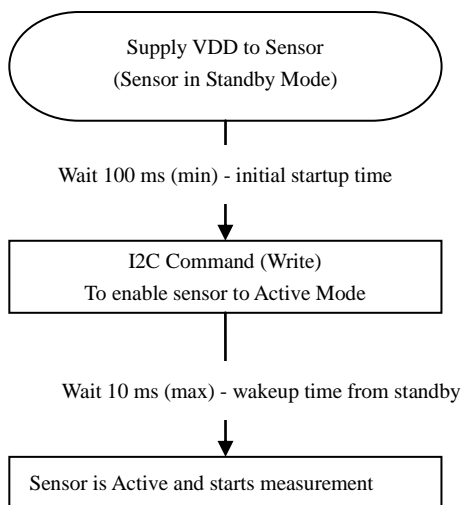 Supply VDD to Sensor
(Sensor in Standby Mode)
Wait 100 ms (min) - initial startup time
I2C Command (Write)
To enable sensor to Active Mode
Wait 10 ms (max) - wakeup time from standby
Sensor is Active and starts measurement